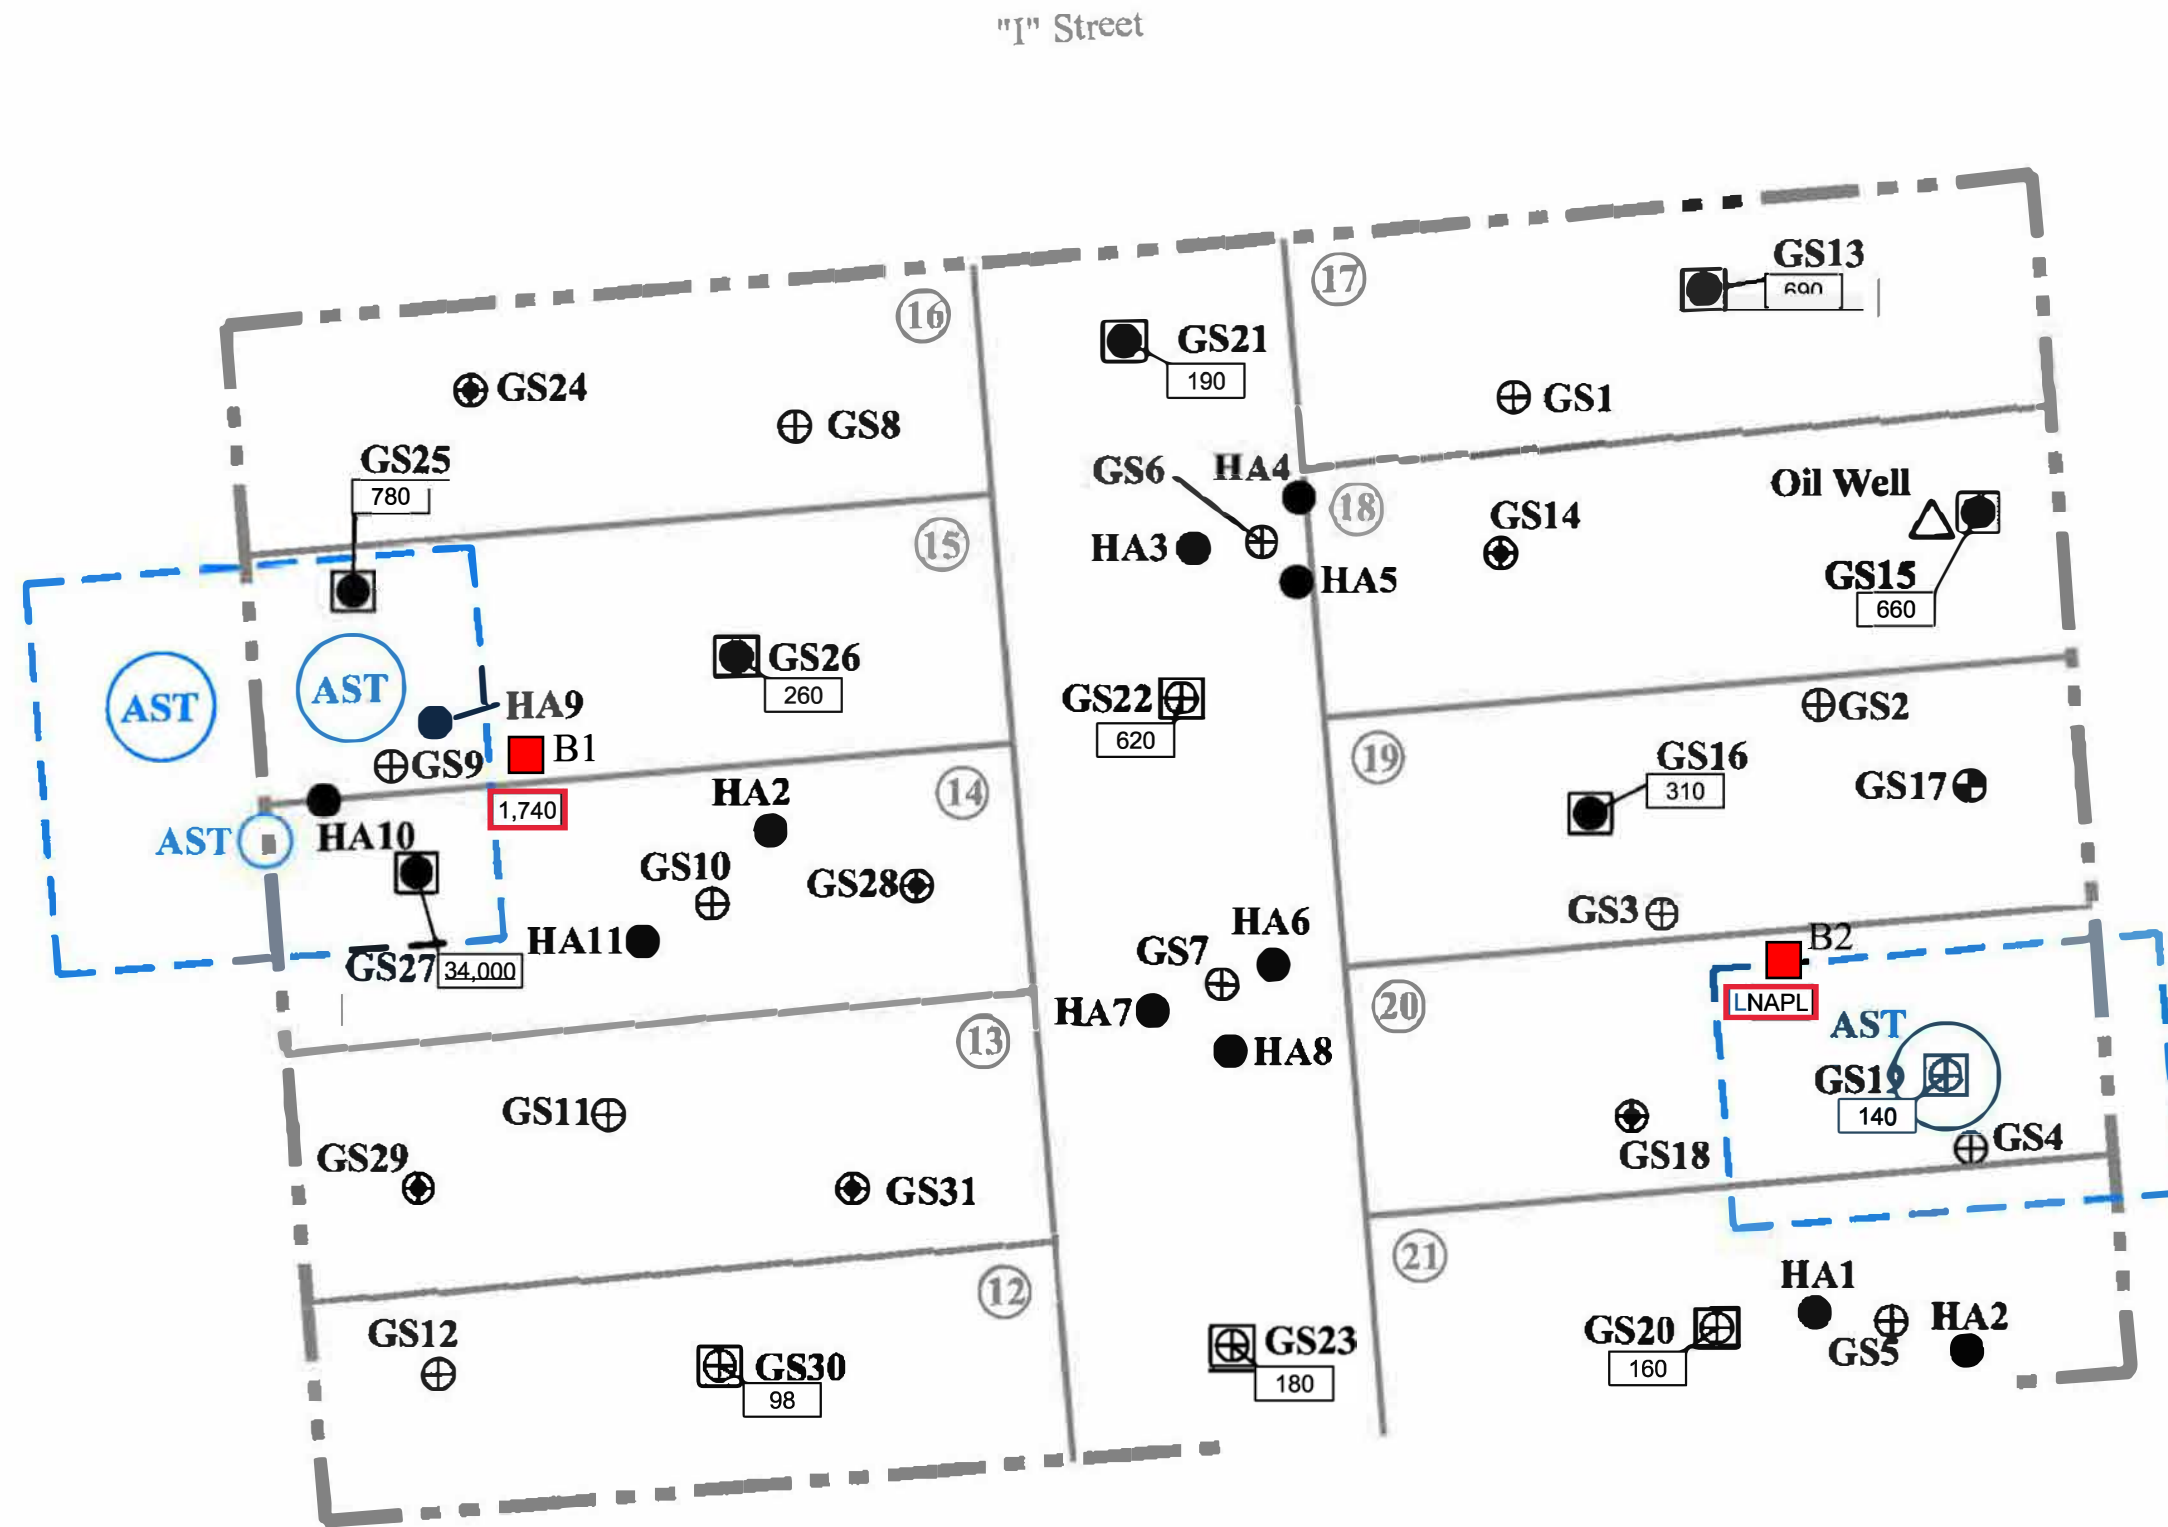 "I" Street
17
GS13
690
16
GS21
190
GS24
GS8
GS1
GS25
780
GS6
HA4
18
Oil Well
GS14
15
HA3
HA5
GS15
660
AST
AST
HA9
GS26
260
GS22
620
GS2
B1
GS9
19
GS16
310
GS17
1,740
14
HA2
AST
HA10
GS10
GS28
GS3
HA11
HA6
B2
GS27
34,000
GS7
20
LNAPL
HA7
13
HA8
AST
GS19
140
GS11
GS4
GS29
GS31
GS18
21
12
HA1
GS12
GS30
98
GS23
180
GS20
160
GS5
HA2